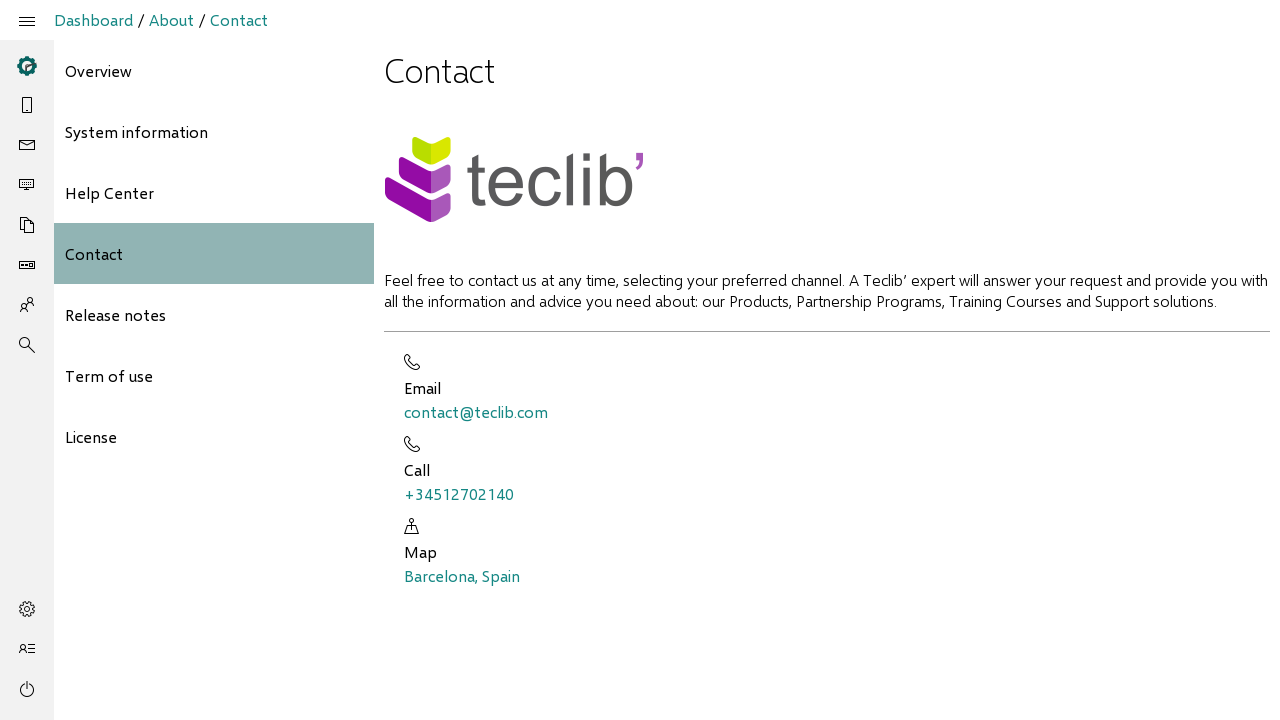 Dashboard / About / Contact
Overview
System information
Help Center
Contact
Release notes
Term of use
License
Contact
teclib’
Feel free to contact us at any time, selecting your preferred channel. A Teclib’ expert will answer your request and provide you with
all the information and advice you need about: our Products, Partnership Programs, Training Courses and Support solutions.
Email
contact@teclib.com
Call
+34512702140
Map
Barcelona, Spain